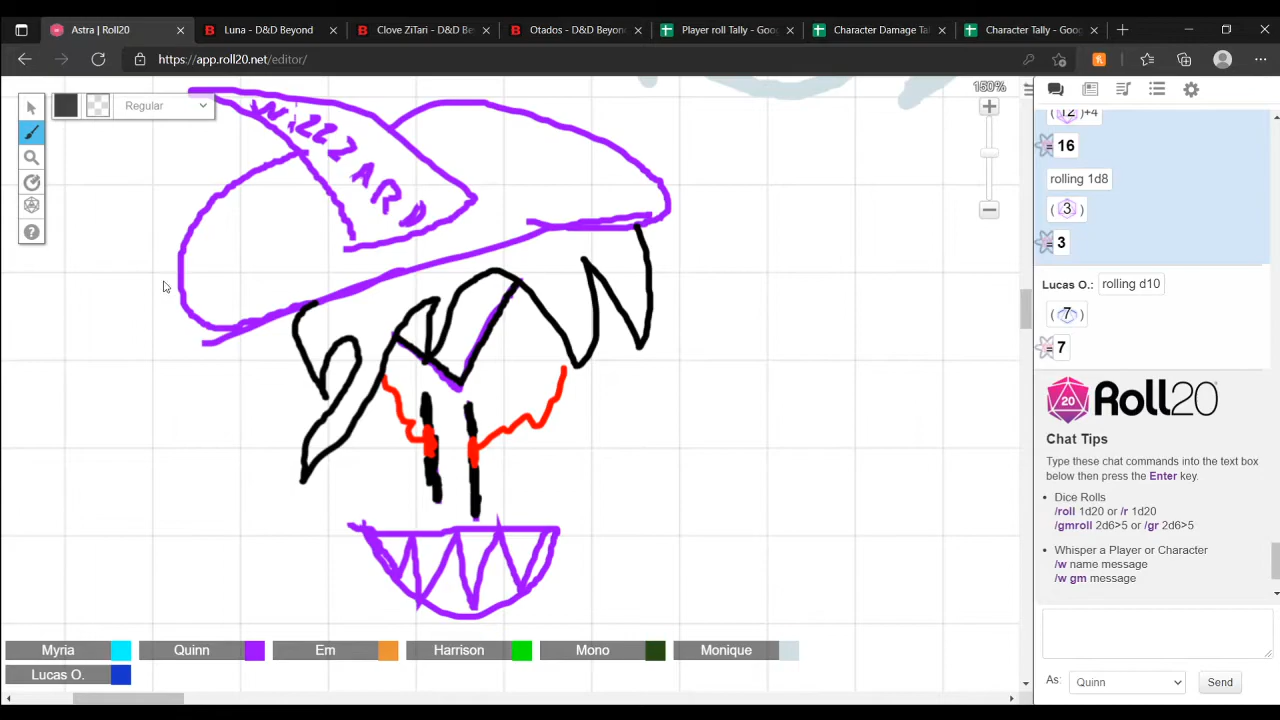 Astra | Roll20
Luna - D&D Beyond
Clove ZiTari - D&D Be
Otados - D&D Beyon
Player roll Tally - Goo
Character Damage Ta
Character Tally - Goog
https://app.roll20.net/editor/
Regular
150%
WIZZARD
(12)+4
= 16
rolling 1d8
(3)
= 3
Lucas O.: rolling d10
(7)
= 7
20 Roll20
Chat Tips
Type these chat commands into the text box
below then press the Enter key.
• Dice Rolls
/roll 1d20 or /r 1d20
/gmroll 2d6>5 or /gr 2d6>5
• Whisper a Player or Character
/w name message
/w gm message
Myria Quinn Em Harrison Mono Monique
Lucas O.
As: Quinn Send